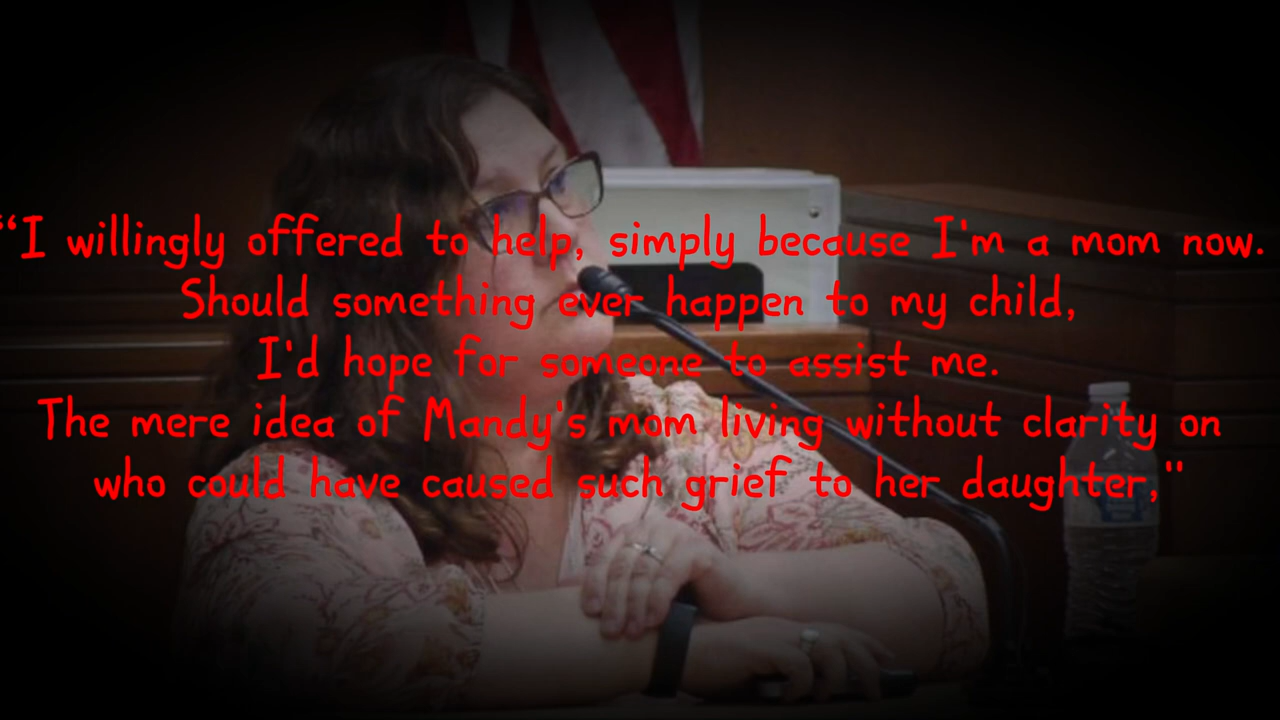 “I willingly offered to help, simply because I'm a mom now.
Should something ever happen to my child,
I'd hope for someone to assist me.
The mere idea of Mandy's mom living without clarity on
who could have caused such grief to her daughter,"